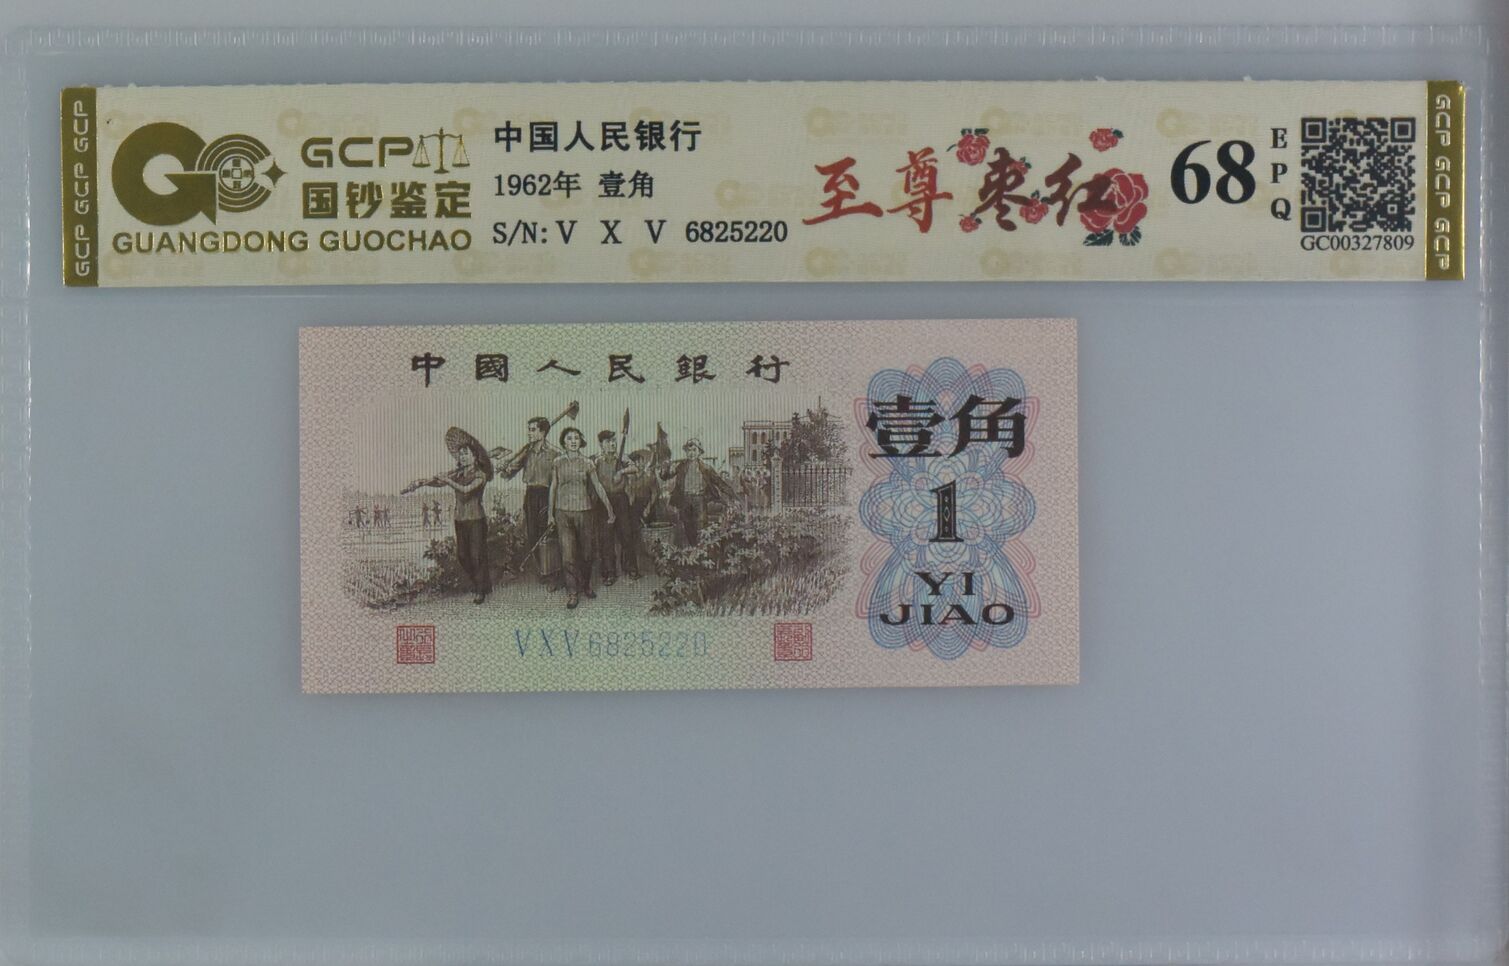 GCP GCP GCP
GCP
国钞鉴定
GUANGDONG GUOCHAO
中国人民银行
1962年 壹角
S/N: V X V 6825220
至尊枣红
68
EPQ
GC00327809
GCP GCP GCP
中國人民銀行
壹角
1
YI
JIAO
VXV6825220